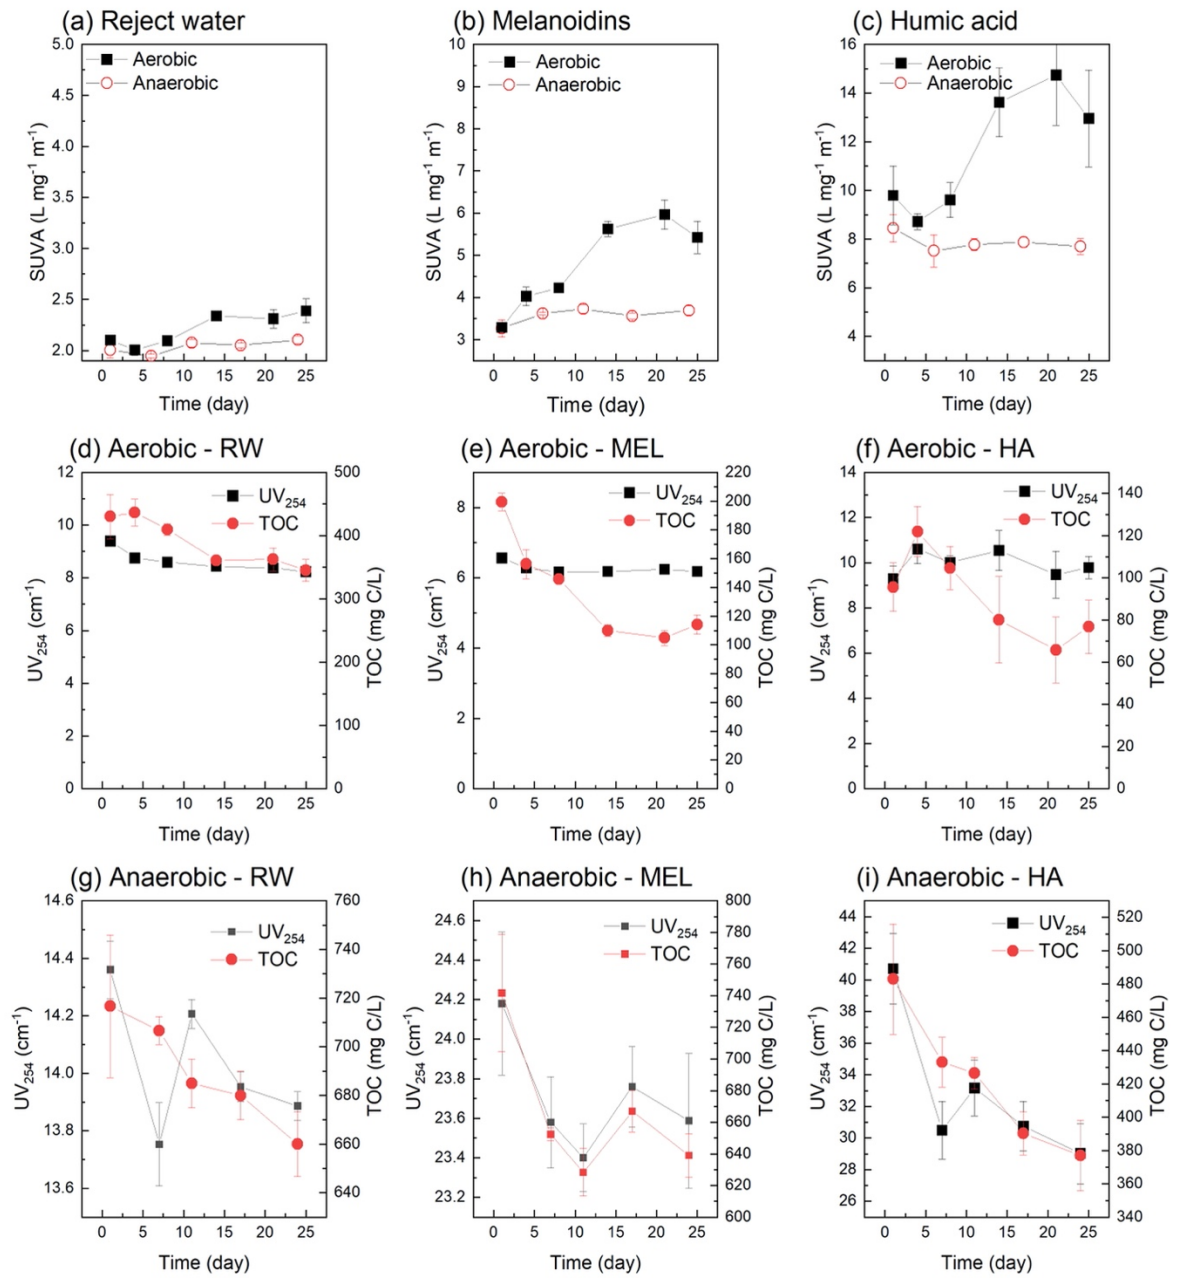 (a) Reject water
5.0
4.5
4.0
3.5
3.0
2.5
2.0
SUVA (L mg⁻¹ m⁻¹)
Aerobic
Anaerobic
0 5 10 15 20 25
Time (day)
(b) Melanoidins
10
9
8
7
6
5
4
3
SUVA (L mg⁻¹ m⁻¹)
Aerobic
Anaerobic
0 5 10 15 20 25
Time (day)
(c) Humic acid
16
14
12
10
8
6
4
SUVA (L mg⁻¹ m⁻¹)
Aerobic
Anaerobic
0 5 10 15 20 25
Time (day)
(d) Aerobic - RW
12
10
8
6
4
2
0
UV₂₅₄ (cm⁻¹)
UV₂₅₄
TOC
500
400
300
200
100
0
TOC (mg C/L)
0 5 10 15 20 25
Time (day)
(e) Aerobic - MEL
8
6
4
2
0
UV₂₅₄ (cm⁻¹)
UV₂₅₄
TOC
220
200
180
160
140
120
100
80
60
40
20
0
TOC (mg C/L)
0 5 10 15 20 25
Time (day)
(f) Aerobic - HA
14
12
10
8
6
4
2
0
UV₂₅₄ (cm⁻¹)
UV₂₅₄
TOC
140
120
100
80
60
40
20
0
TOC (mg C/L)
0 5 10 15 20 25
Time (day)
(g) Anaerobic - RW
14.6
14.4
14.2
14.0
13.8
13.6
UV₂₅₄ (cm⁻¹)
UV₂₅₄
TOC
760
740
720
700
680
660
640
TOC (mg C/L)
0 5 10 15 20 25
Time (day)
(h) Anaerobic - MEL
24.6
24.4
24.2
24.0
23.8
23.6
23.4
23.2
UV₂₅₄ (cm⁻¹)
UV₂₅₄
TOC
800
780
760
740
720
700
680
660
640
620
600
TOC (mg C/L)
0 5 10 15 20 25
Time (day)
(i) Anaerobic - HA
44
42
40
38
36
34
32
30
28
26
UV₂₅₄ (cm⁻¹)
UV₂₅₄
TOC
520
500
480
460
440
420
400
380
360
340
TOC (mg C/L)
0 5 10 15 20 25
Time (day)